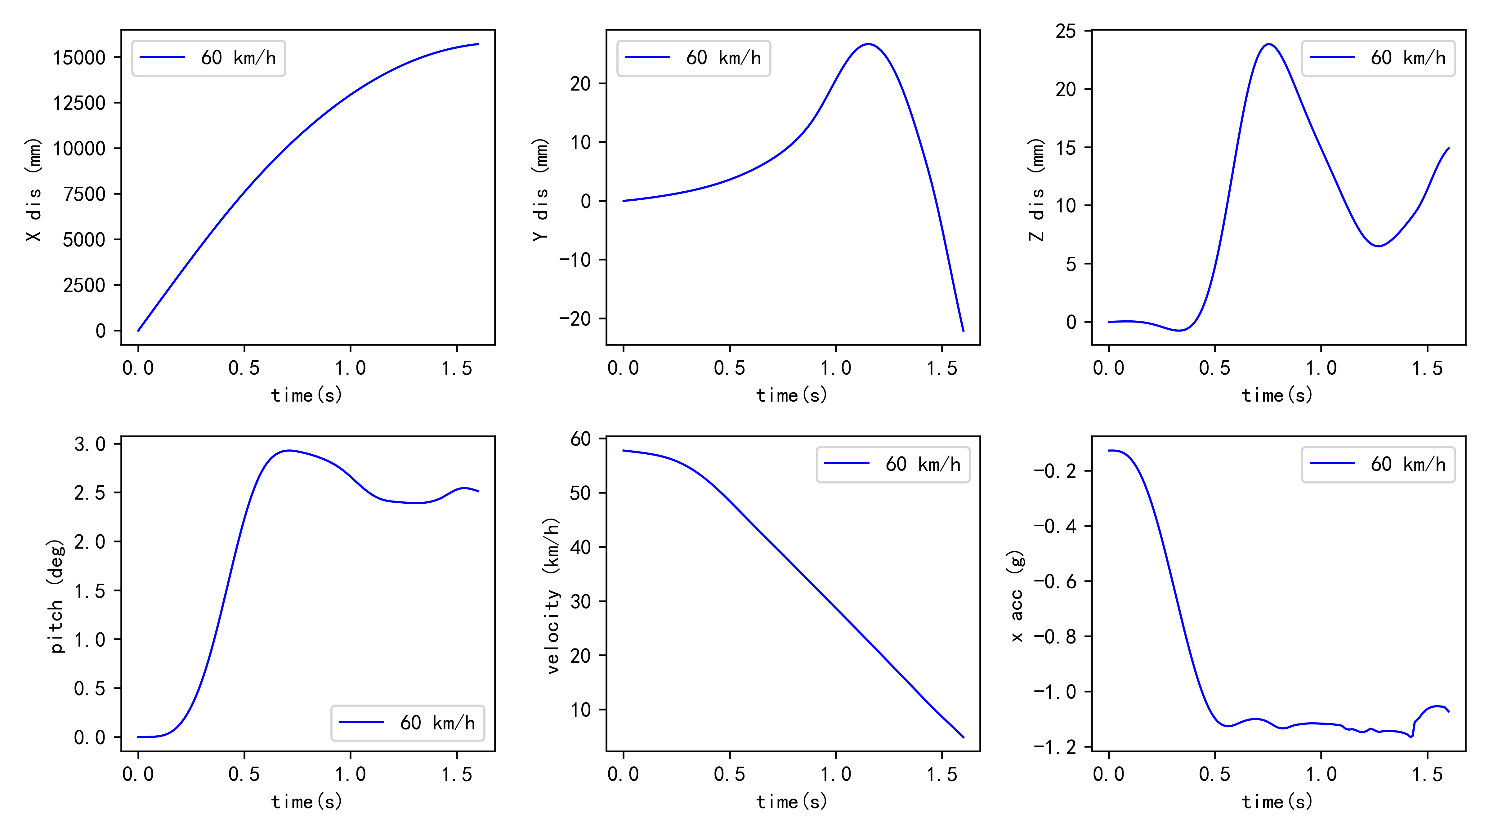 60 km/h
15000
12500
10000
7500
5000
2500
0
X dis (mm)
0.0 0.5 1.0 1.5
time(s)
60 km/h
20
10
0
−10
−20
Y dis (mm)
0.0 0.5 1.0 1.5
time(s)
60 km/h
25
20
15
10
5
0
Z dis (mm)
0.0 0.5 1.0 1.5
time(s)
3.0
2.5
2.0
1.5
1.0
0.5
0.0
pitch (deg)
60 km/h
0.0 0.5 1.0 1.5
time(s)
60 km/h
60
50
40
30
20
10
velocity (km/h)
0.0 0.5 1.0 1.5
time(s)
60 km/h
−0.2
−0.4
−0.6
−0.8
−1.0
−1.2
x acc (g)
0.0 0.5 1.0 1.5
time(s)